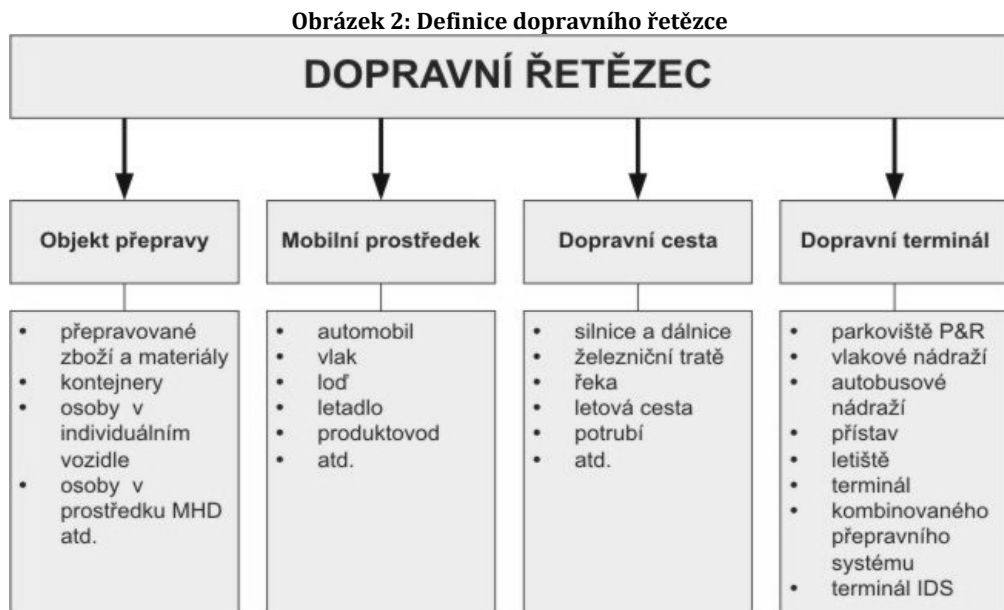 Obrázek 2: Definice dopravního řetězce
DOPRAVNÍ ŘETĚZEC
Objekt přepravy
• přepravované
zboží a materiály
• kontejnery
• osoby v
individuálním
vozidle
• osoby v
prostředku MHD
atd.
Mobilní prostředek
• automobil
• vlak
• loď
• letadlo
• produktovod
• atd.
Dopravní cesta
• silnice a dálnice
• železniční tratě
• řeka
• letová cesta
• potrubí
• atd.
Dopravní terminál
• parkoviště P&R
• vlakové nádraží
• autobusové
nádraží
• přístav
• letiště
• terminál
• kombinovaného
přepravního
systému
• terminál IDS